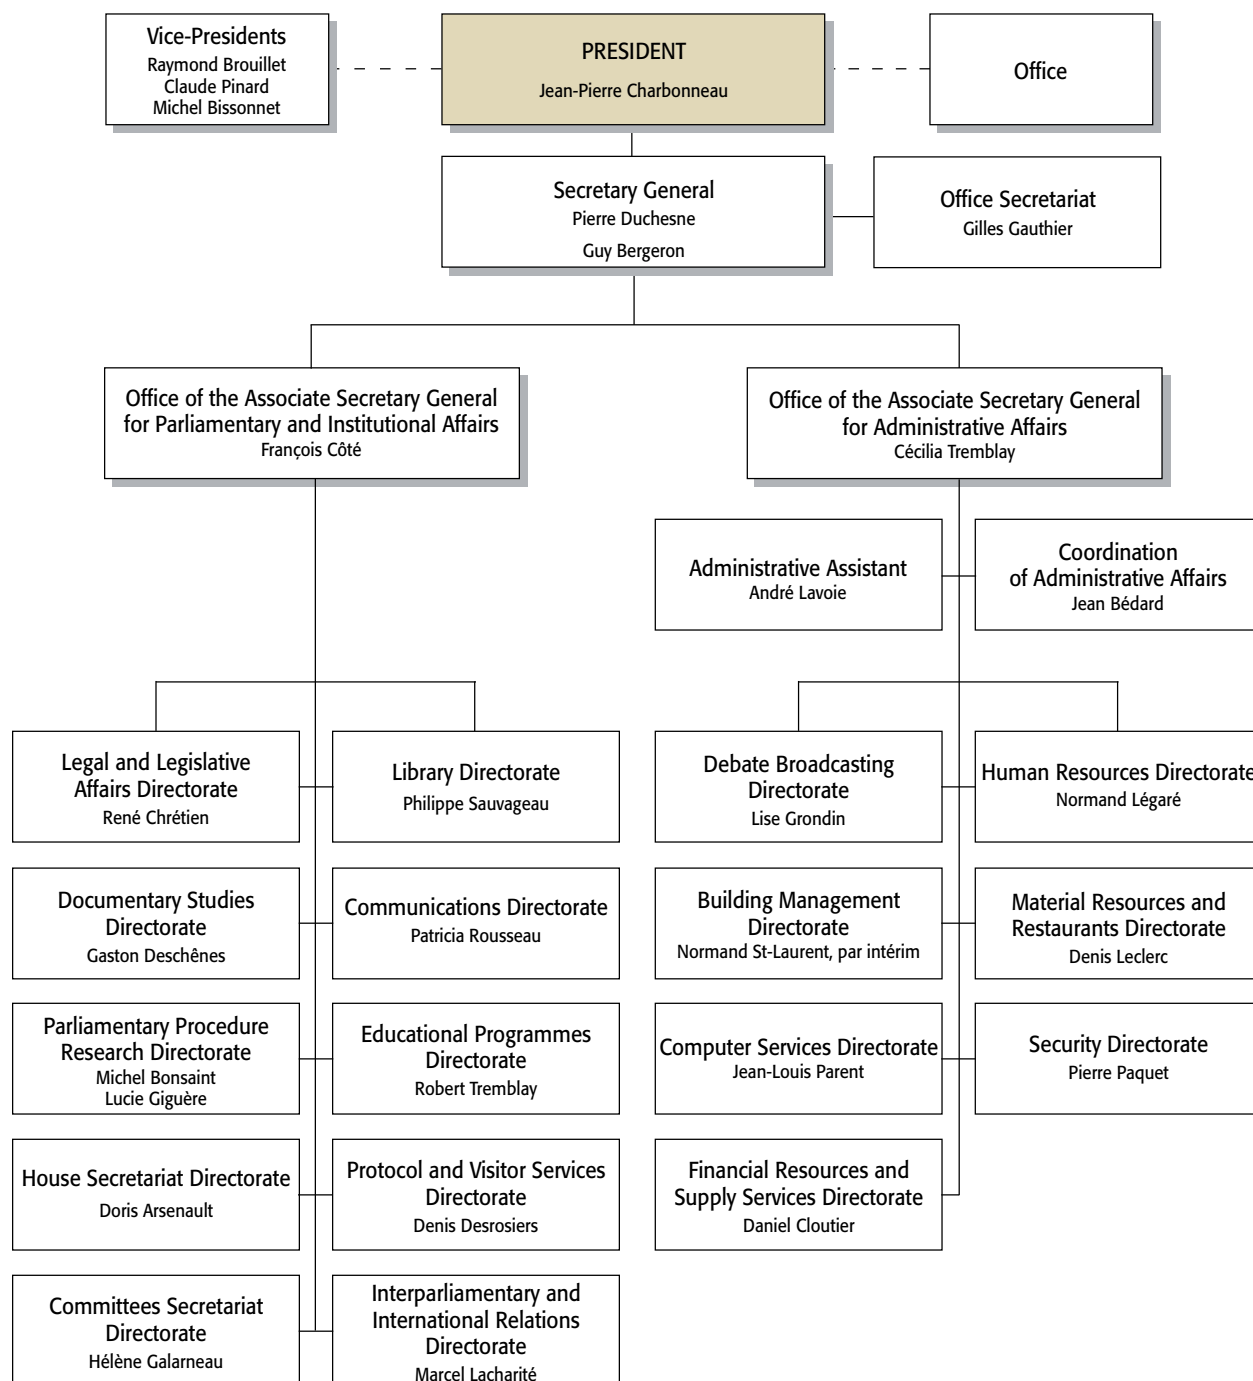 Vice-Presidents
Raymond Brouillet
Claude Pinard
Michel Bissonnet
PRESIDENT
Jean-Pierre Charbonneau
Office
Secretary General
Pierre Duchesne
Guy Bergeron
Office Secretariat
Gilles Gauthier
Office of the Associate Secretary General
for Parliamentary and Institutional Affairs
François Côté
Office of the Associate Secretary General
for Administrative Affairs
Cécilia Tremblay
Administrative Assistant
André Lavoie
Coordination
of Administrative Affairs
Jean Bédard
Legal and Legislative
Affairs Directorate
René Chrétien
Library Directorate
Philippe Sauvageau
Debate Broadcasting
Directorate
Lise Grondin
Human Resources Directorate
Normand Légaré
Documentary Studies
Directorate
Gaston Deschênes
Communications Directorate
Patricia Rousseau
Building Management
Directorate
Normand St-Laurent, par intérim
Material Resources and
Restaurants Directorate
Denis Leclerc
Parliamentary Procedure
Research Directorate
Michel Bonsaint
Lucie Giguère
Educational Programmes
Directorate
Robert Tremblay
Computer Services Directorate
Jean-Louis Parent
Security Directorate
Pierre Paquet
House Secretariat Directorate
Doris Arsenault
Protocol and Visitor Services
Directorate
Denis Desrosiers
Financial Resources and
Supply Services Directorate
Daniel Cloutier
Committees Secretariat
Directorate
Hélène Galarneau
Interparliamentary and
International Relations
Directorate
Marcel Lacharité